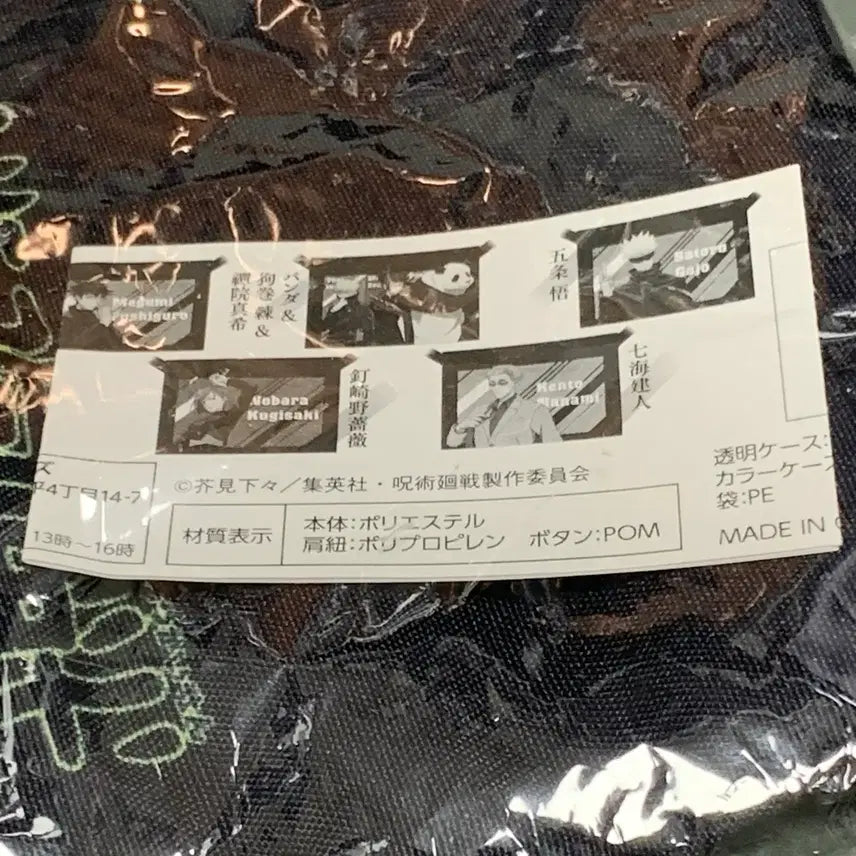 Megumi
Fushiguro
パンダ &
狗巻 棘 &
禪院真希
五条 悟
Satoru
Gojo
Nobara
Kugisaki
釘崎野薔薇
Kento
Nanami
七海建人
ズ
4丁目14-7
13時〜16時
©芥見下々／集英社・呪術廻戦製作委員会
材質表示
本体：ポリエステル
肩紐：ポリプロピレン ボタン：POM
透明ケース：
カラーケース
袋：PE
MADE IN